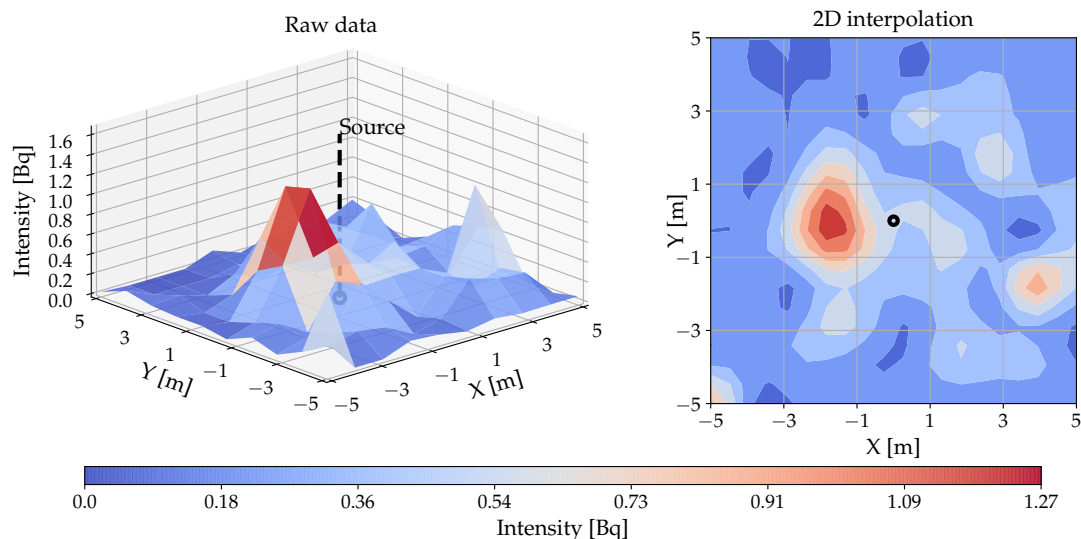 Raw data
Source
Intensity [Bq]
1.6
1.4
1.2
1.0
0.8
0.6
0.4
0.2
0.0
5
3
1
−1
−3
−5
Y [m]
−5
−3
−1
1
3
5
X [m]
2D interpolation
5
3
1
−1
−3
−5
Y [m]
−5 −3 −1 1 3 5
X [m]
0.0 0.18 0.36 0.54 0.73 0.91 1.09 1.27
Intensity [Bq]